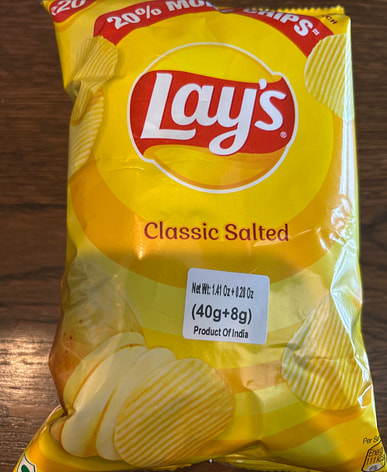 20% MORE CHIPS
Lay's
Classic Salted
Net Wt: 1.41 Oz + 0.28 Oz
(40g+8g)
Product Of India
Per